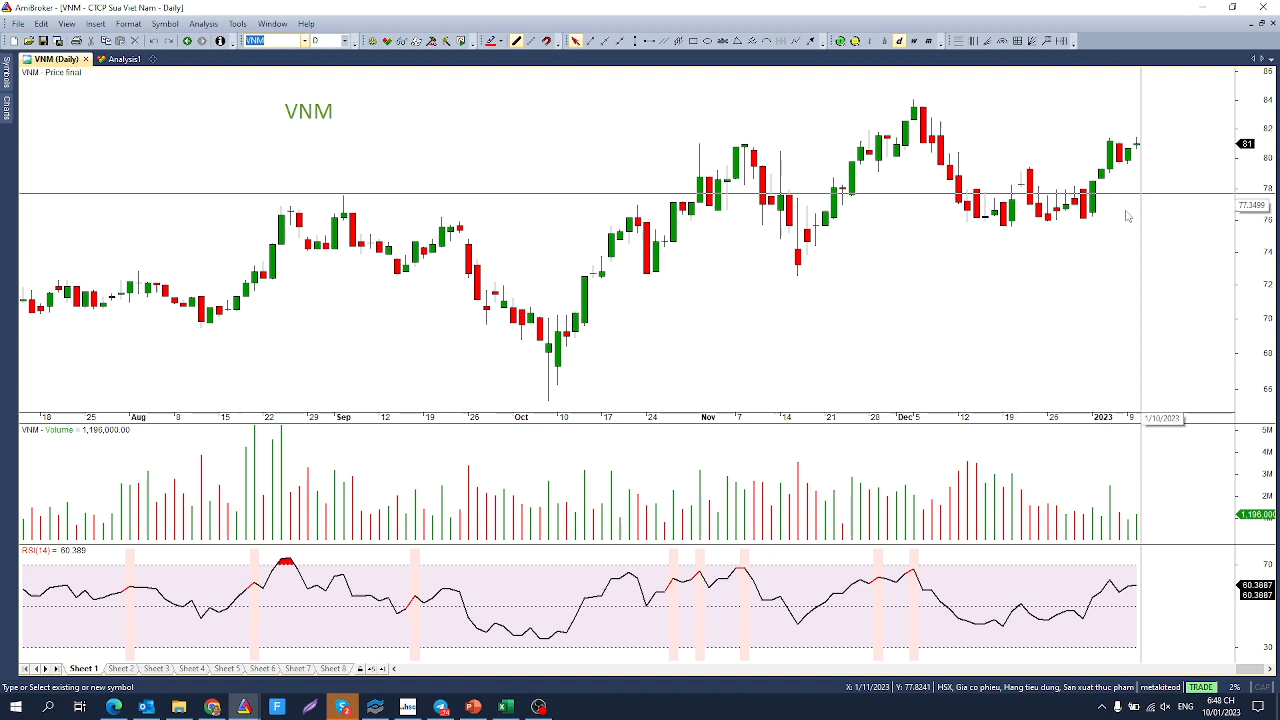 AmiBroker - [VNM - CTCP Sua Viet Nam - Daily]
File Edit View Insert Format Symbol Analysis Tools Window Help
VNM D d w m
VNM (Daily) Analysis1
Symbols
Charts
VNM - Price final
VNM
86
84
82
81
80
78
77.3499
76
74
72
70
68
66
18 25 Aug 8 15 22 29 Sep 12 19 26 Oct 10 17 24 Nov 7 14 21 28 Dec 5 12 19 26 2023 9 1/10/2023
VNM - Volume = 1,196,000.00
5M
4M
3M
2M
1,196,000
RSI(14) = 60.389
70
60.3887
60.3887
30
Sheet 1 Sheet 2 Sheet 3 Sheet 4 Sheet 5 Sheet 6 Sheet 7 Sheet 8
Type or Select existing or new symbol X: 1/11/2023 Y: 77.8241 HSX, Gia co phieu, Hang tieu dung, San xuat thuc pham metakiteod TRADE 2% CAP
ENG 6:48 CH
10/01/2023